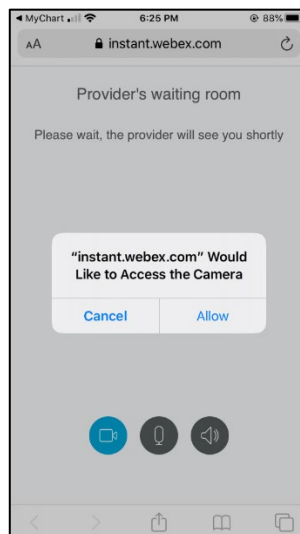 MyChart 6:25 PM 88%
AA instant.webex.com
Provider's waiting room
Please wait, the provider will see you shortly
“instant.webex.com” Would
Like to Access the Camera
Cancel Allow